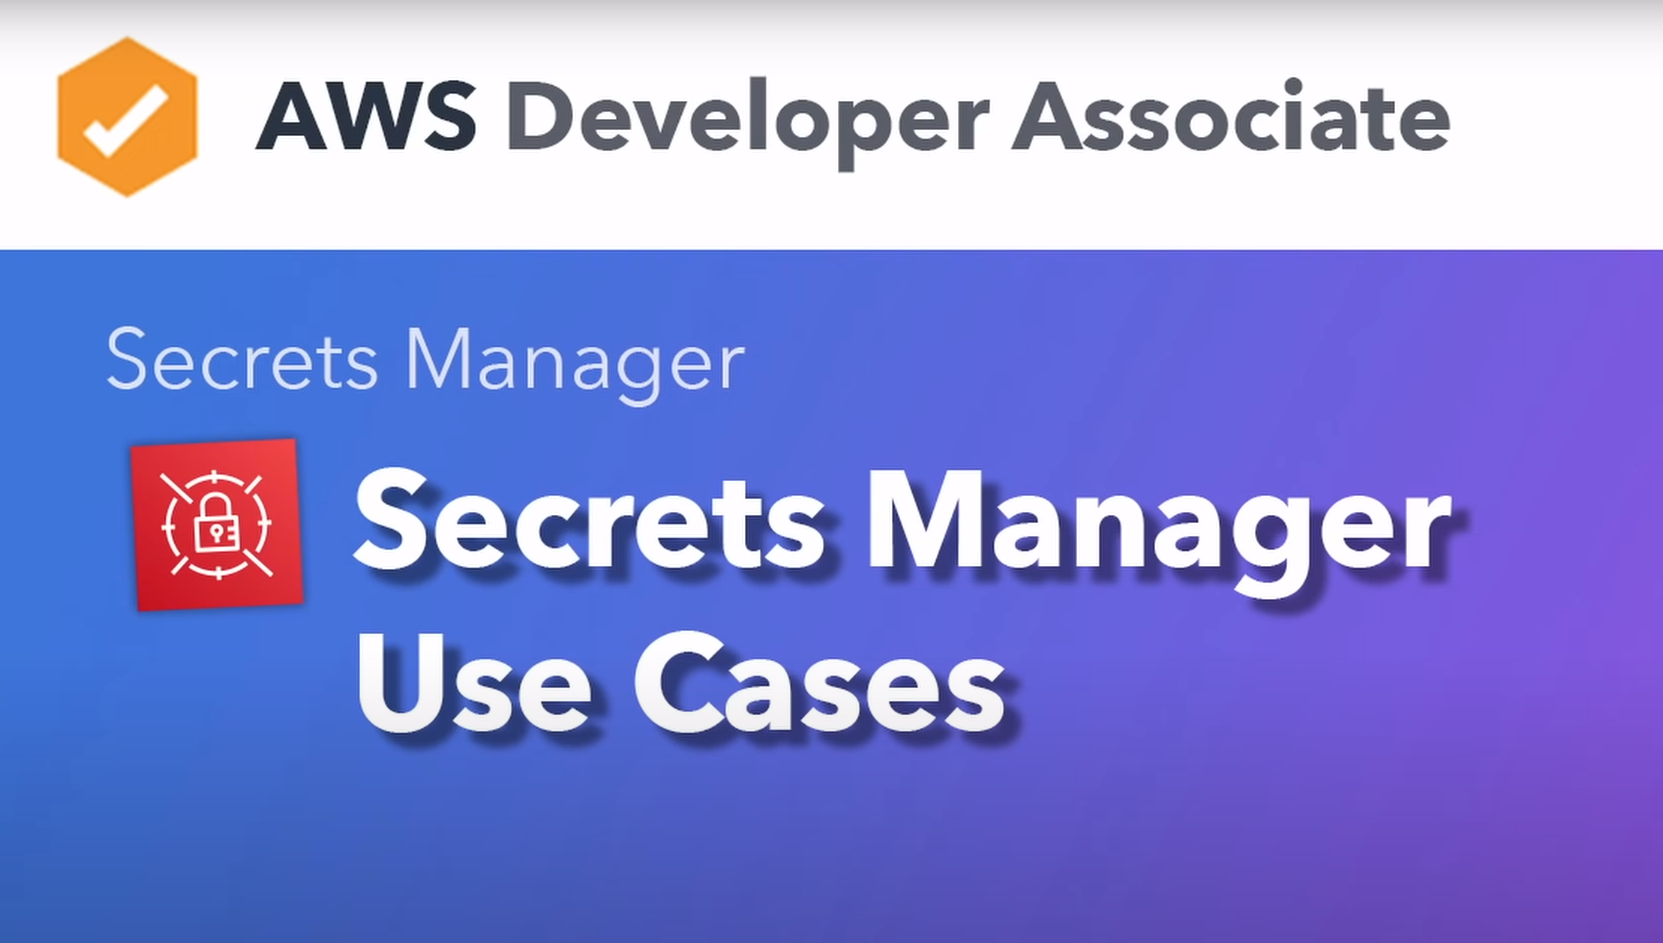 AWS Developer Associate
Secrets Manager
Secrets Manager
Use Cases